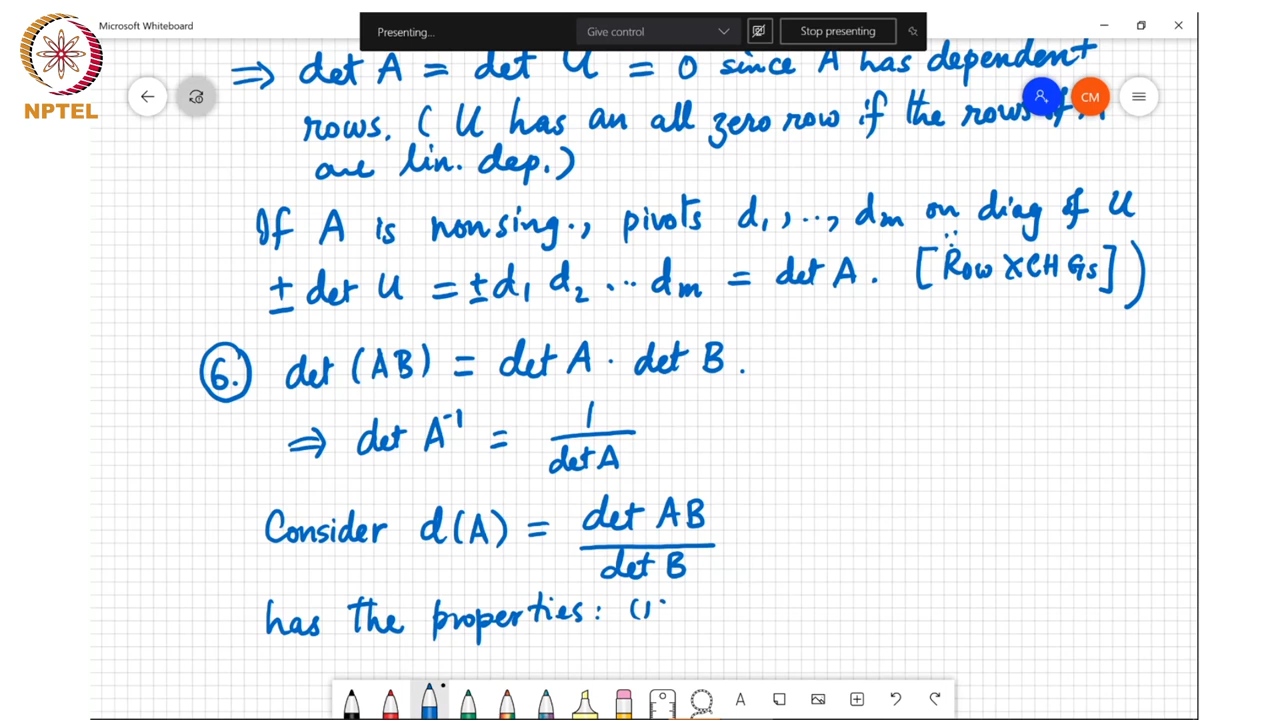 Microsoft Whiteboard
Presenting...
Give control
Stop presenting
NPTEL
CM
⇒ det A = det U = 0 since A has dependent
rows. ( U has an all zero row if the rows of A
are lin. dep.)
If A is nonsing., pivots d₁, .., dₘ on diag of U
± det U = ± d₁ d₂ ... dₘ = det A. [∵ Row XCHGs] )
6. det (AB) = det A · det B.
⇒ det A⁻¹ = 1 / det A
Consider d(A) = det AB / det B
has the properties: (1
A